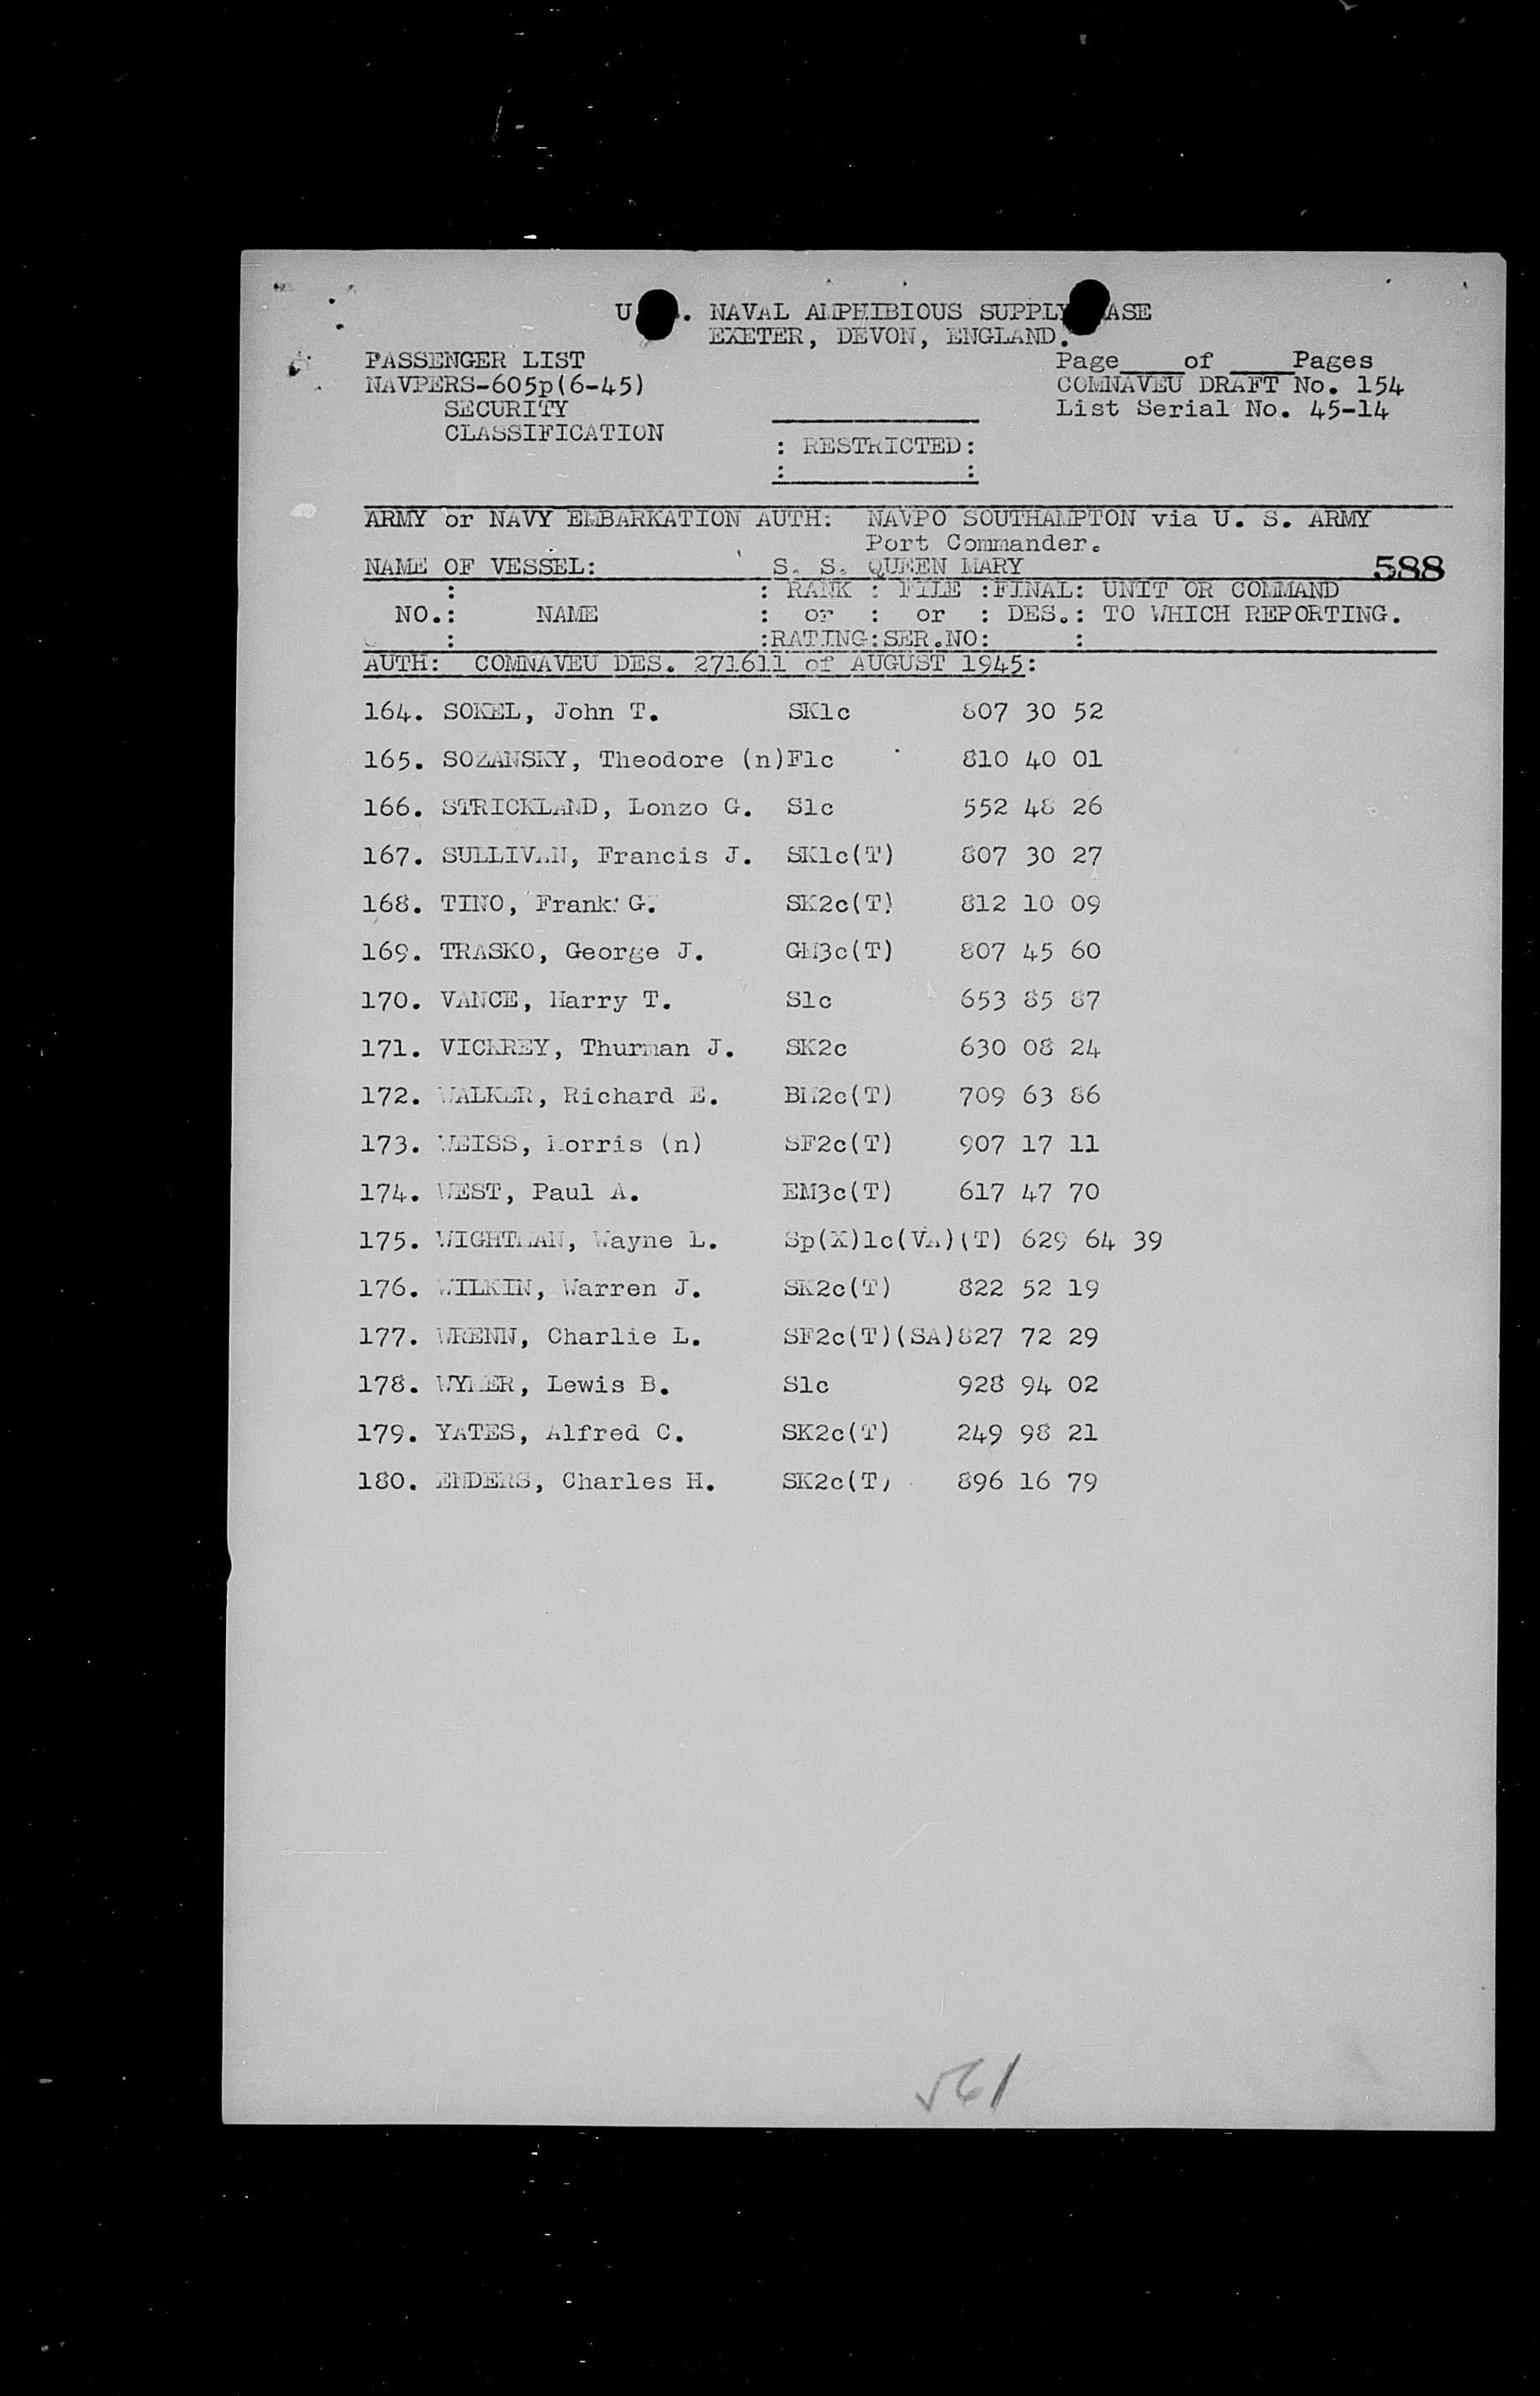 U. S. NAVAL AMPHIBIOUS SUPPLY BASE
EXETER, DEVON, ENGLAND.
PASSENGER LIST
Page____of ____Pages
NAVPERS-605p(6-45)
COMNAVEU DRAFT No. 154
SECURITY
List Serial No. 45-14
CLASSIFICATION
: RESTRICTED:
: :
ARMY or NAVY EMBARKATION AUTH: NAVPO SOUTHAMPTON via U. S. ARMY
Port Commander.
NAME OF VESSEL: S. S. QUEEN MARY 588
: : RANK : FILE :FINAL: UNIT OR COMMAND
NO.: NAME : or : or : DES.: TO WHICH REPORTING.
: :RATING:SER.NO: :
AUTH: COMNAVEU DES. 271611 of AUGUST 1945:
164. SOKEL, John T. SK1c 807 30 52
165. SOZANSKY, Theodore (n)F1c 810 40 01
166. STRICKLAND, Lonzo G. S1c 552 48 26
167. SULLIVAN, Francis J. SK1c(T) 807 30 27
168. TINO, Frank G. SK2c(T) 812 10 09
169. TRASKO, George J. GM3c(T) 807 45 60
170. VANCE, Harry T. S1c 653 85 87
171. VICKREY, Thurman J. SK2c 630 08 24
172. WALKER, Richard E. BM2c(T) 709 63 86
173. WEISS, Morris (n) SF2c(T) 907 17 11
174. WEST, Paul A. EM3c(T) 617 47 70
175. WIGHTMAN, Wayne L. Sp(X)1c(VA)(T) 629 64 39
176. WILKIN, Warren J. SK2c(T) 822 52 19
177. WRENN, Charlie L. SF2c(T)(SA)827 72 29
178. WYMER, Lewis B. S1c 928 94 02
179. YATES, Alfred C. SK2c(T) 249 98 21
180. ENDERS, Charles H. SK2c(T) 896 16 79
561